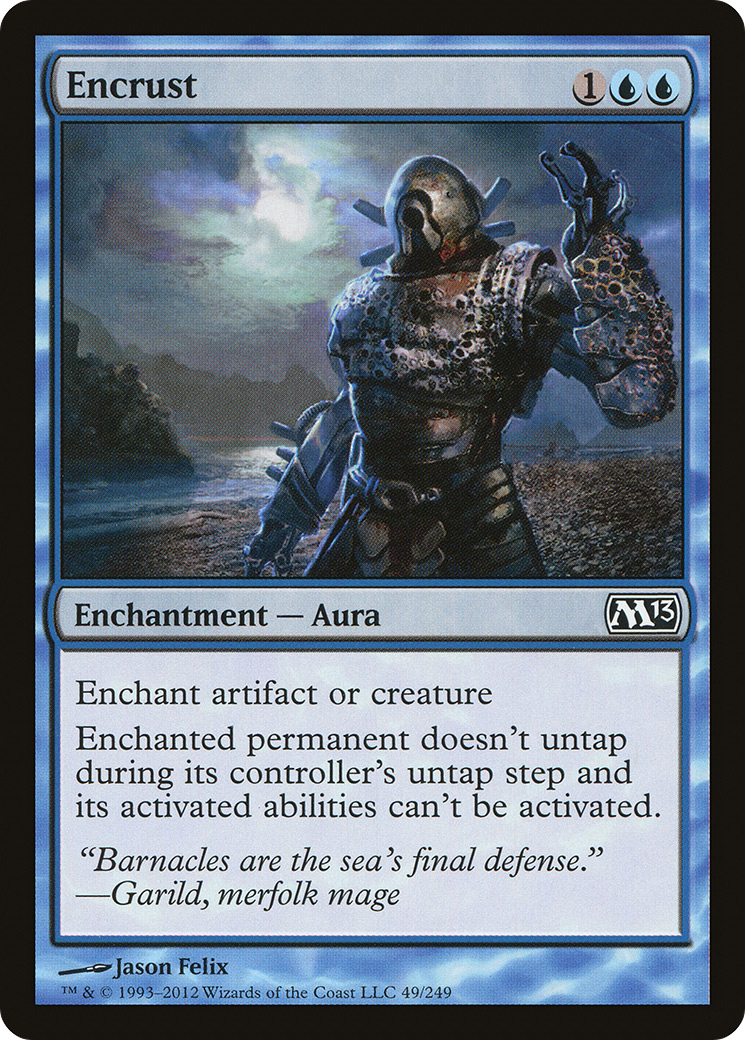 Encrust
1
Enchantment — Aura
M13
Enchant artifact or creature
Enchanted permanent doesn't untap
during its controller's untap step and
its activated abilities can't be activated.
“Barnacles are the sea's final defense.”
—Garild, merfolk mage
Jason Felix
™ & © 1993–2012 Wizards of the Coast LLC 49/249